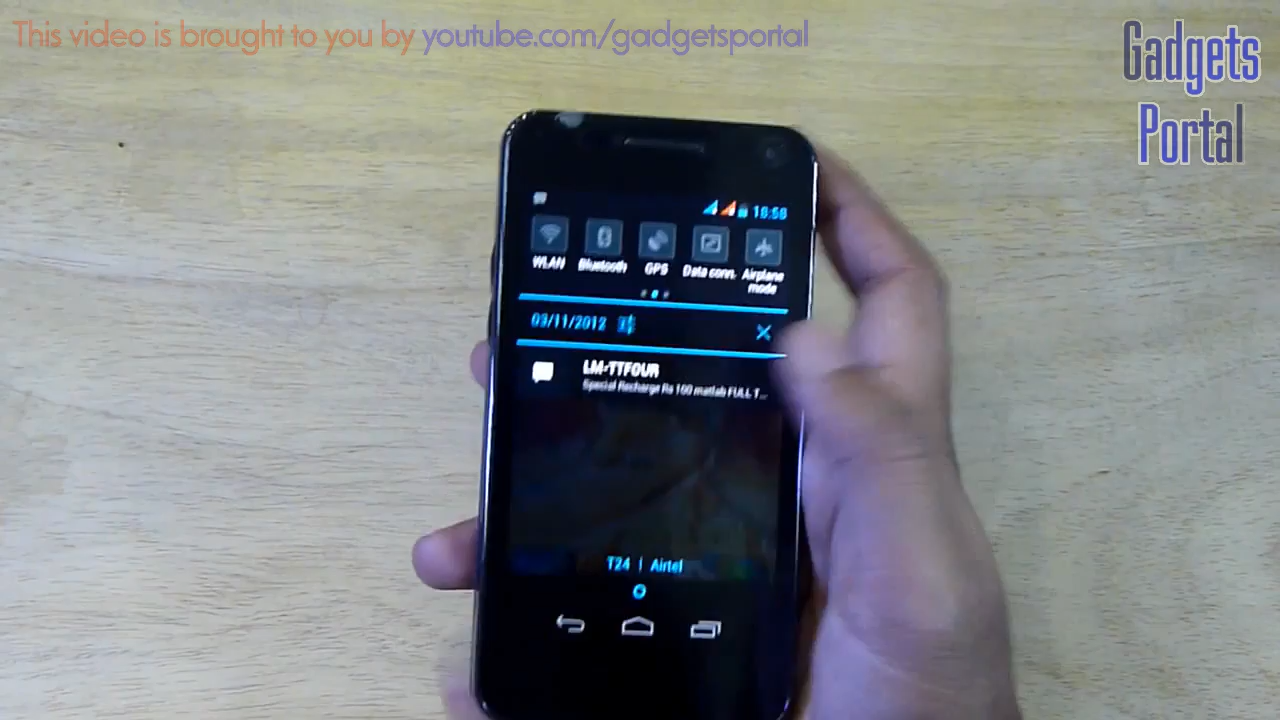 This video is brought to you by youtube.com/gadgetsportal
Gadgets
Portal
18:58
WLAN
Bluetooth
GPS
Data conn.
Airplane
mode
03/11/2012
LM-TTFOUR
Special Recharge Rs 100 matlab FULL T...
T24 | Airtel